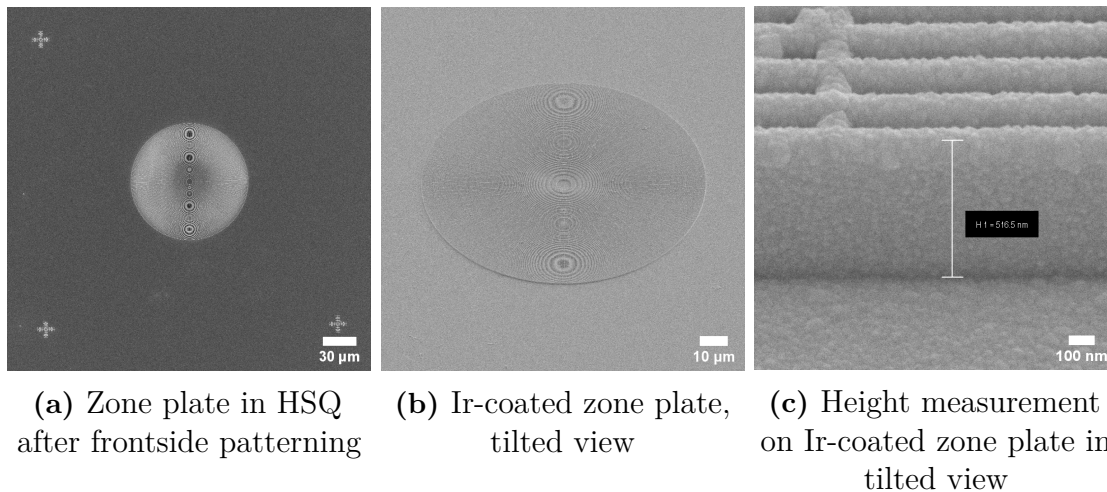 H 1 = 516.5 nm
30 µm
10 µm
100 nm
(a) Zone plate in HSQ
after frontside patterning
(b) Ir-coated zone plate,
tilted view
(c) Height measurement
on Ir-coated zone plate in
tilted view